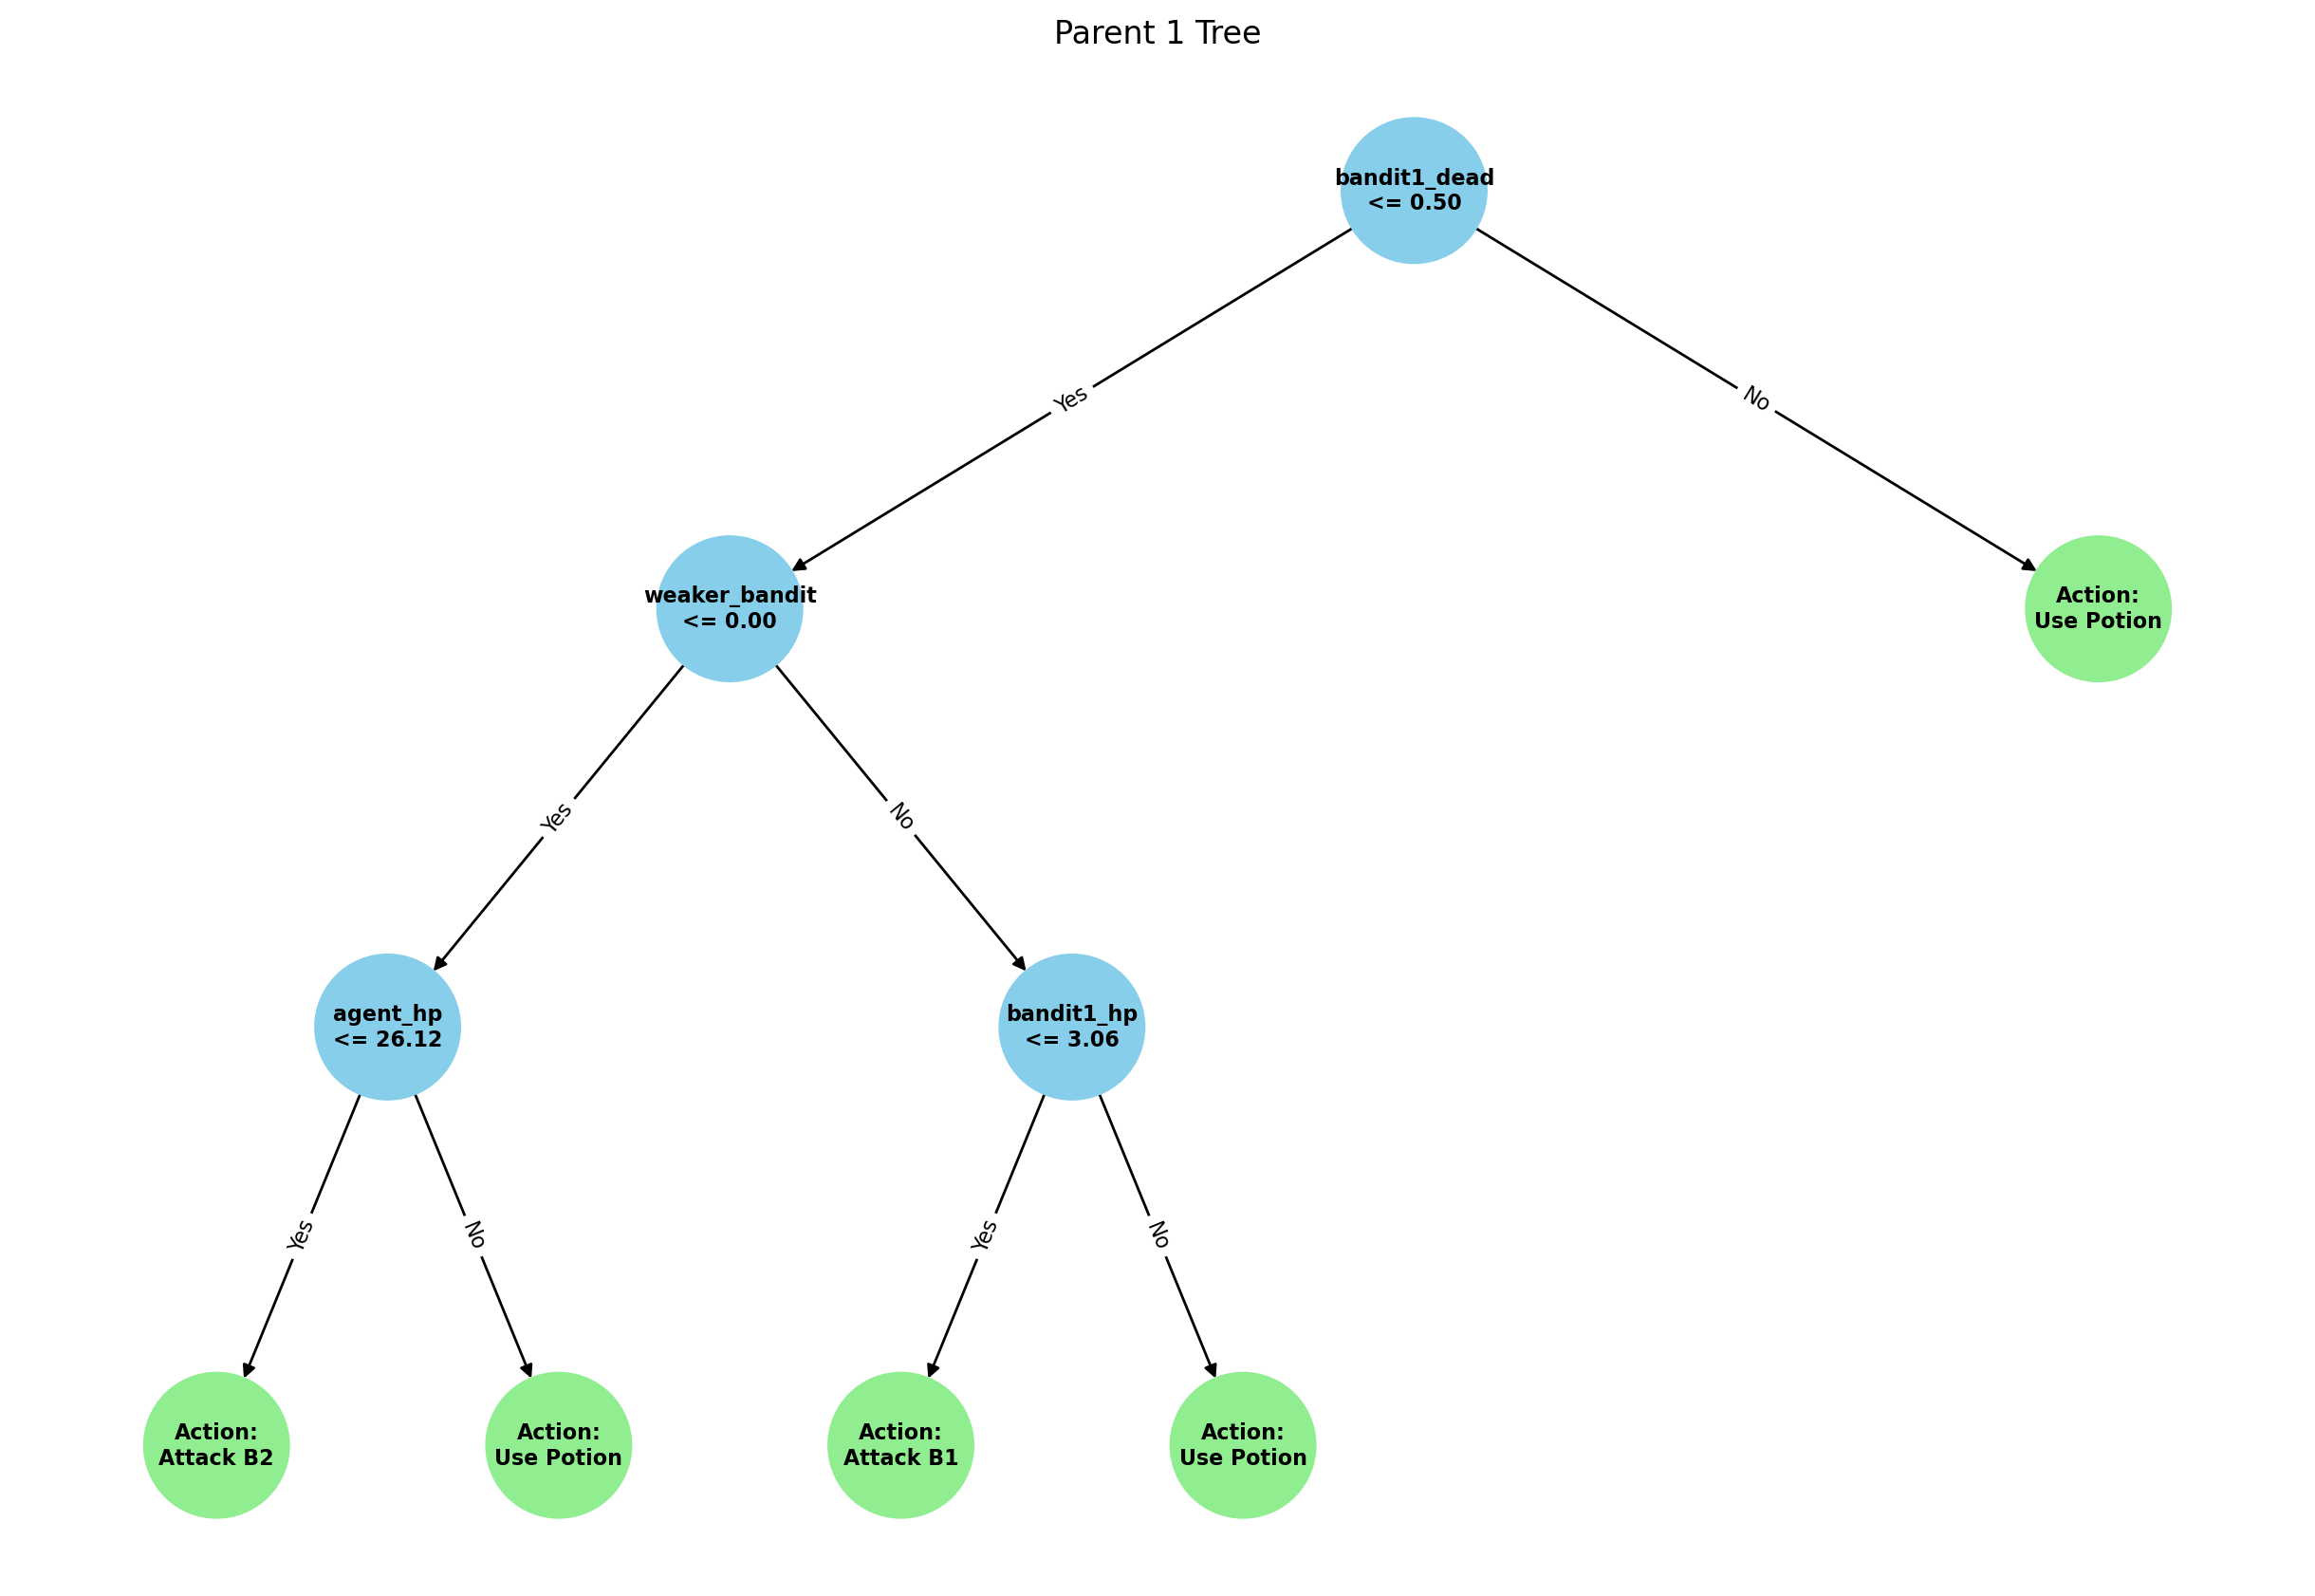 Parent 1 Tree
bandit1_dead
<= 0.50
Yes
No
weaker_bandit
<= 0.00
Action:
Use Potion
Yes
No
agent_hp
<= 26.12
bandit1_hp
<= 3.06
Yes
No
Yes
No
Action:
Attack B2
Action:
Use Potion
Action:
Attack B1
Action:
Use Potion